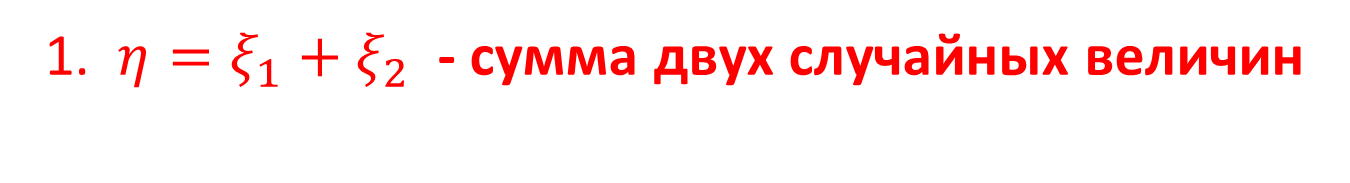 1. η = ξ₁ + ξ₂ - сумма двух случайных величин